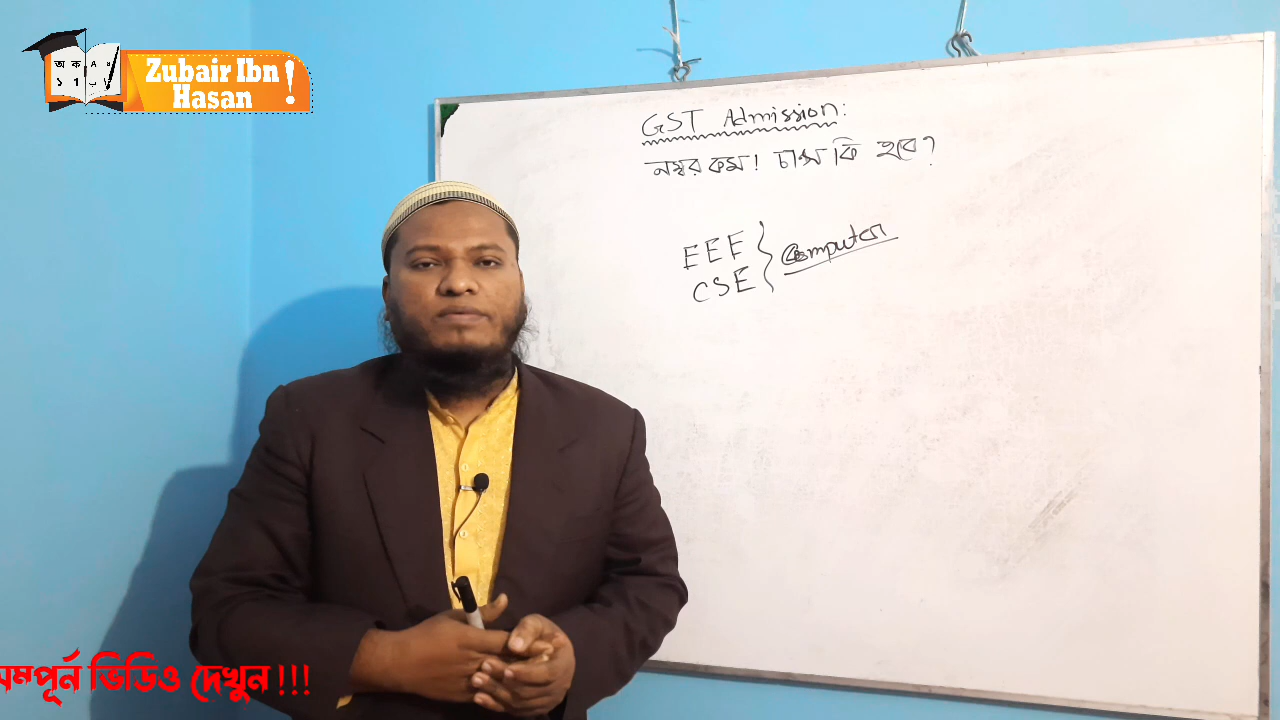 Zubair Ibn
Hasan !
GST Admission:
নম্বর কম! চান্স কি হবে?
EEE
CSE
Computer
সম্পূর্ন ভিডিও দেখুন !!!